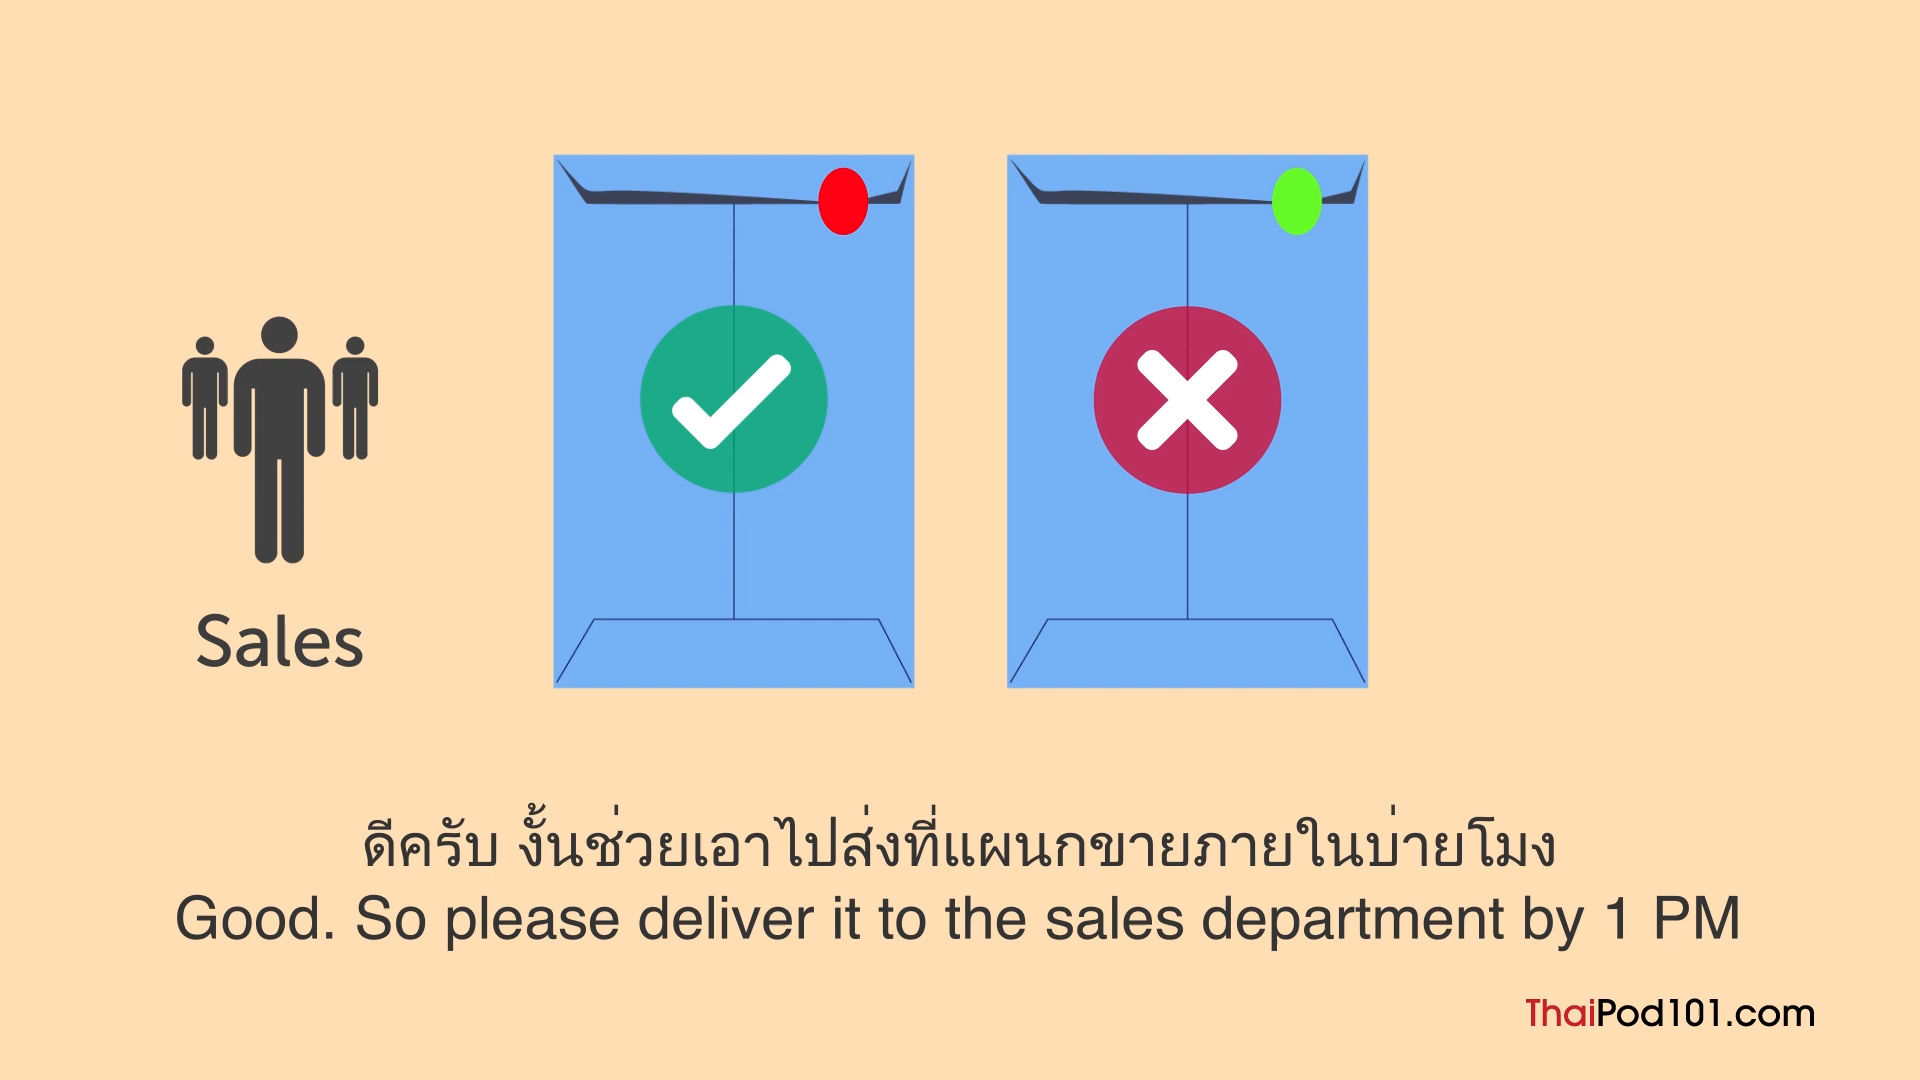 Sales
ดีครับ งั้นช่วยเอาไปส่งที่แผนกขายภายในบ่ายโมง
Good. So please deliver it to the sales department by 1 PM
ThaiPod101.com